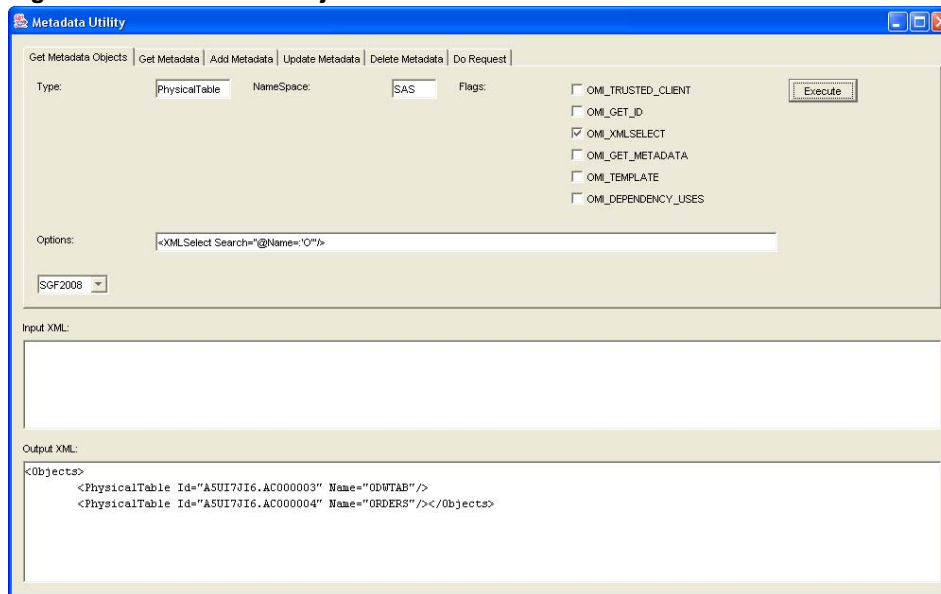 Metadata Utility
Get Metadata Objects Get Metadata Add Metadata Update Metadata Delete Metadata Do Request
Type: PhysicalTable NameSpace: SAS Flags: OMI_TRUSTED_CLIENT Execute
OMI_GET_ID
OMI_XMLSELECT
OMI_GET_METADATA
OMI_TEMPLATE
OMI_DEPENDENCY_USES
Options: <XMLSelect Search="@Name=:'O'"/>
SGF2008
Input XML:
Output XML:
<Objects>
<PhysicalTable Id="A5UI7JI6.AC000003" Name="ODWTAB"/>
<PhysicalTable Id="A5UI7JI6.AC000004" Name="ORDERS"/></Objects>